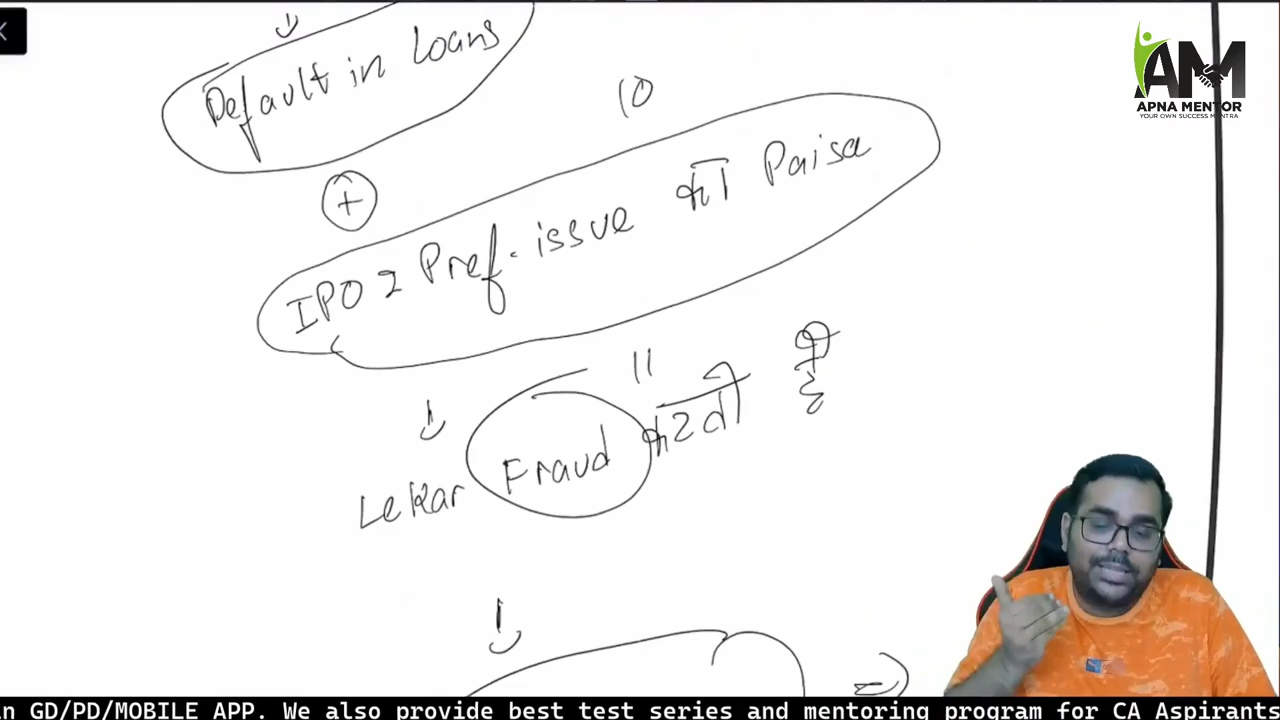 Default in Loans
10
+
IPO 2 Pref. issue का Paisa
11
LeKar Fraud करती है
AM
APNA MENTOR
YOUR OWN SUCCESS MANTRA
n GD/PD/MOBILE APP. We also provide best test series and mentoring program for CA Aspirants